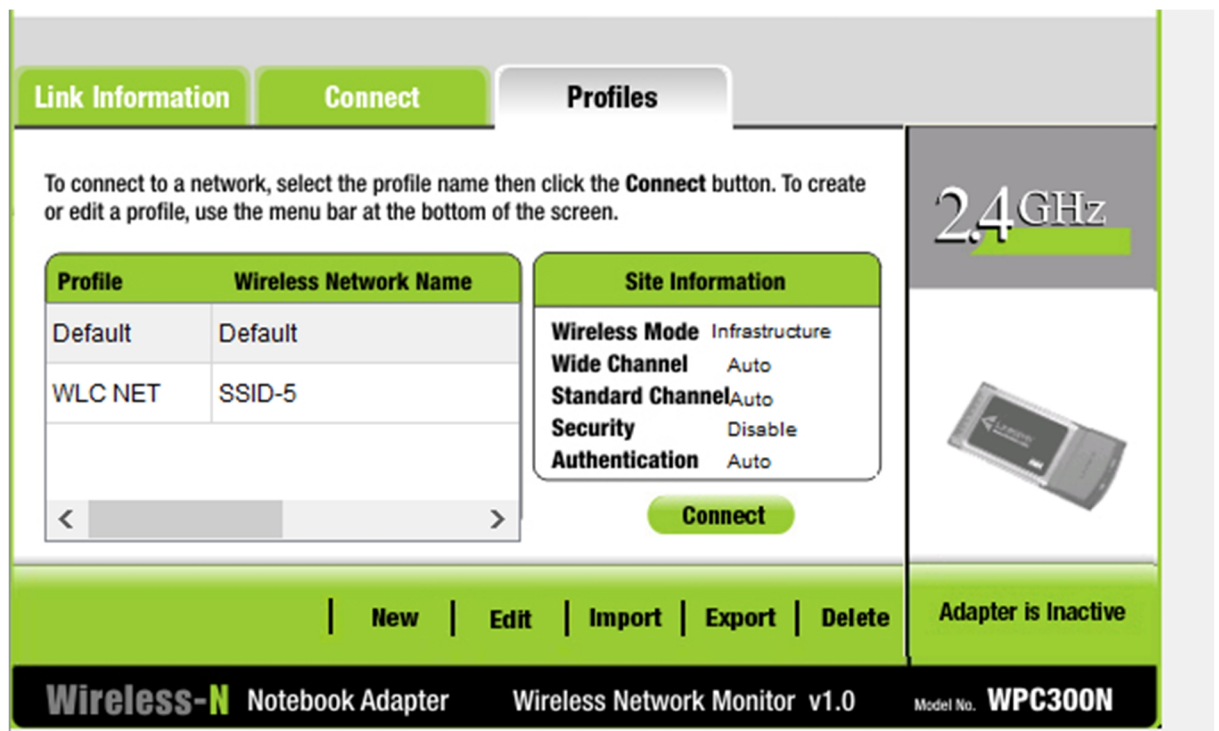 Link Information Connect Profiles
To connect to a network, select the profile name then click the Connect button. To create
or edit a profile, use the menu bar at the bottom of the screen.
2.4GHz
Profile Wireless Network Name
Default Default
WLC NET SSID-5
Site Information
Wireless Mode Infrastructure
Wide Channel Auto
Standard Channel Auto
Security Disable
Authentication Auto
Connect
New Edit Import Export Delete
Adapter is Inactive
Wireless-N Notebook Adapter Wireless Network Monitor v1.0 Model No. WPC300N